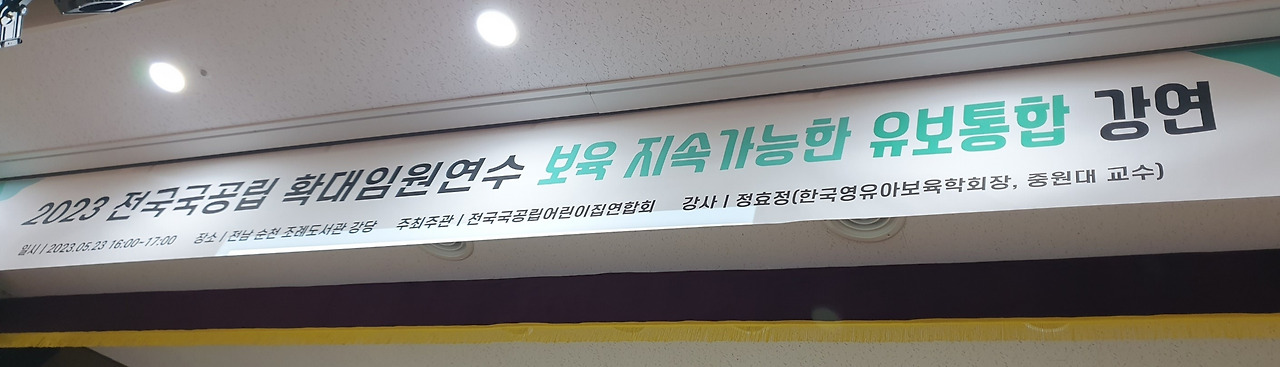 2023 전국국공립 확대임원연수 보육 지속가능한 유보통합 강연
일시 | 2023.05.23 16:00-17:00 장소 | 전남 순천 조례도서관 강당 주최주관 | 전국국공립어린이집연합회 강사 | 정효정(한국영유아보육학회장, 중원대 교수)